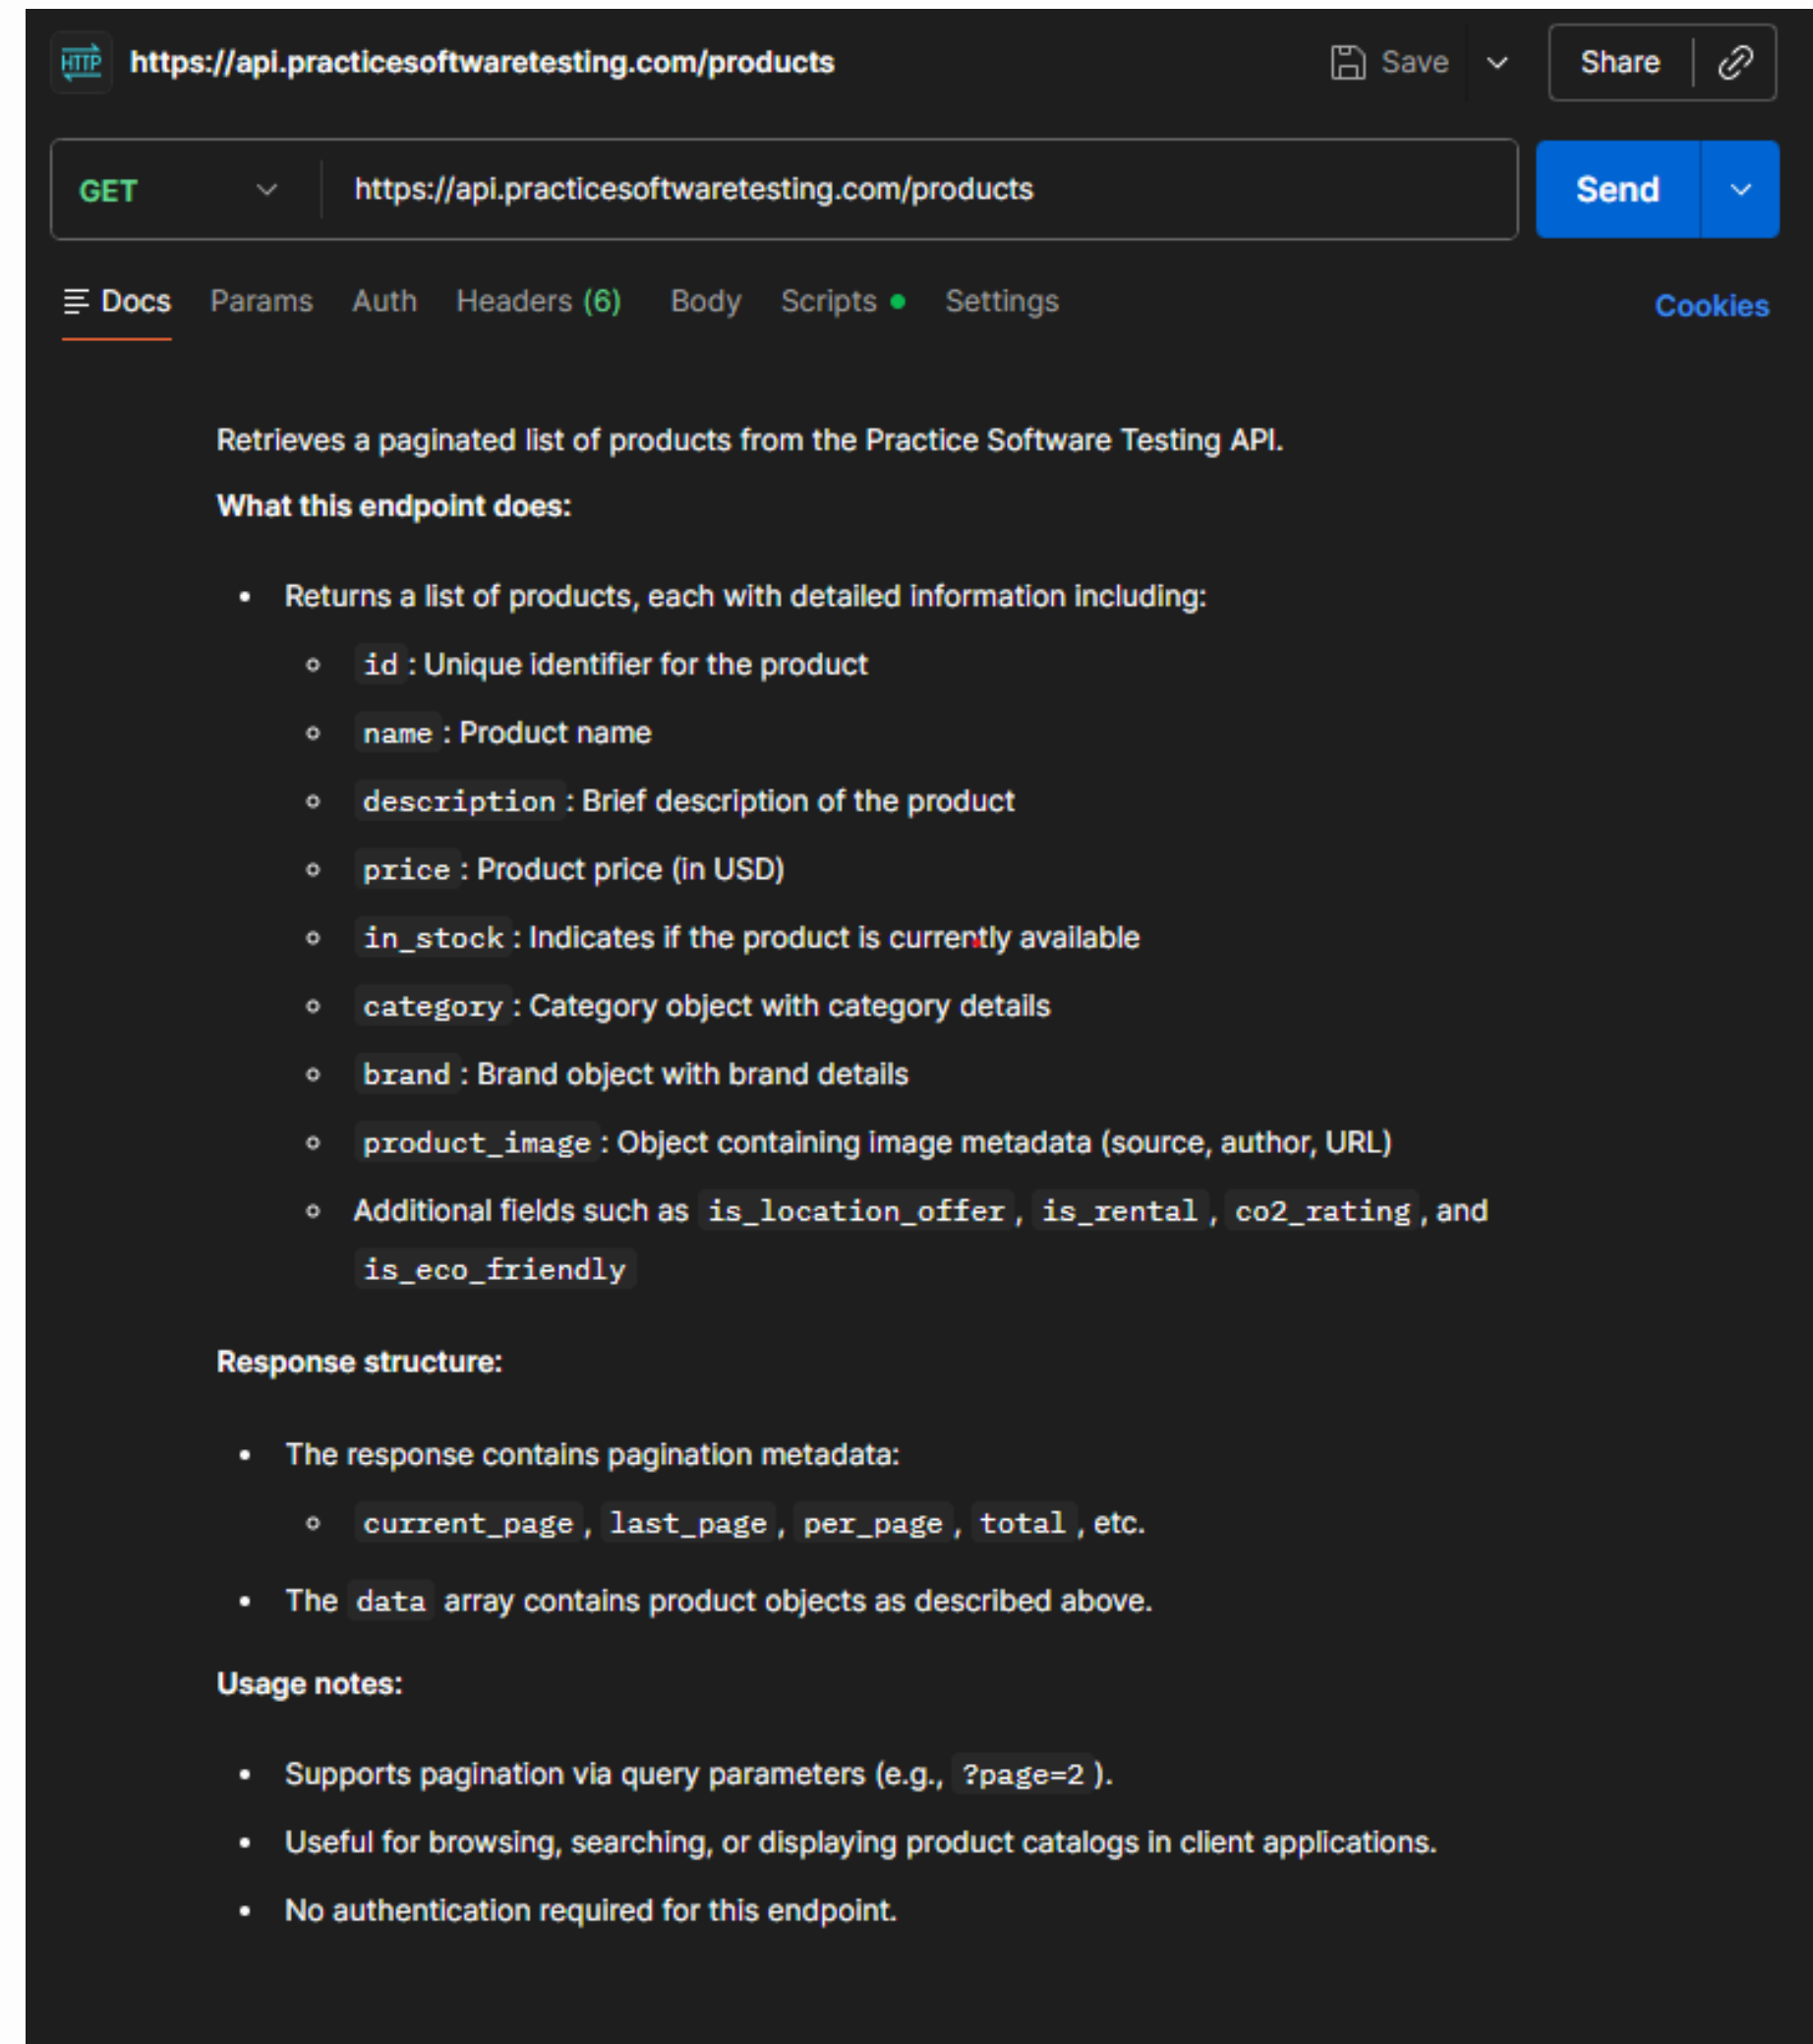 HTTP https://api.practicesoftwaretesting.com/products Save Share
GET https://api.practicesoftwaretesting.com/products Send
Docs Params Auth Headers (6) Body Scripts Settings Cookies
Retrieves a paginated list of products from the Practice Software Testing API.
What this endpoint does:
• Returns a list of products, each with detailed information including:
id : Unique identifier for the product
name : Product name
description : Brief description of the product
price : Product price (in USD)
in_stock : Indicates if the product is currently available
category : Category object with category details
brand : Brand object with brand details
product_image : Object containing image metadata (source, author, URL)
Additional fields such as is_location_offer , is_rental , co2_rating , and
is_eco_friendly
Response structure:
• The response contains pagination metadata:
current_page , last_page , per_page , total , etc.
• The data array contains product objects as described above.
Usage notes:
• Supports pagination via query parameters (e.g., ?page=2 ).
• Useful for browsing, searching, or displaying product catalogs in client applications.
• No authentication required for this endpoint.